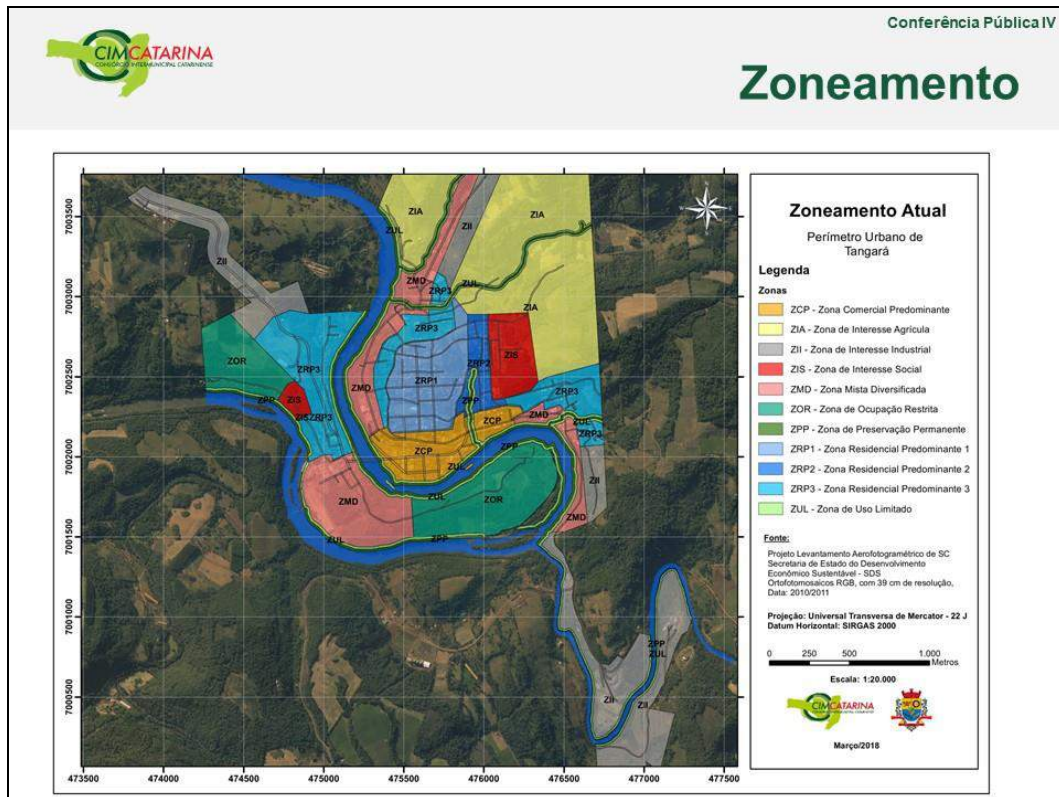 Conferência Pública IV
CIMCATARINA
CONSÓRCIO INTERMUNICIPAL CATARINENSE
Zoneamento
473500 474000 474500 475000 475500 476000 476500 477000 477500
7003500
7003000
7002500
7002000
7001500
7001000
7000500
ZII
ZUL
ZIA
ZII
ZIA
ZMD
ZUL
ZRP3
ZIA
ZRP3
ZOR
ZRP3
ZRP2
ZIS
ZRP1
ZMD
ZPP
ZIS
ZPP
ZRP3
ZIS
ZRP3
ZCP
ZMD
ZUL
ZRP3
ZCP
ZPP
ZUL
ZMD
ZUL
ZOR
ZII
ZMD
ZUL
ZPP
ZPP
ZUL
ZII
ZII
Zoneamento Atual
Perímetro Urbano de
Tangará
Legenda
Zonas
ZCP - Zona Comercial Predominante
ZIA - Zona de Interesse Agrícula
ZII - Zona de Interesse Industrial
ZIS - Zona de Interesse Social
ZMD - Zona Mista Diversificada
ZOR - Zona de Ocupação Restrita
ZPP - Zona de Preservação Permanente
ZRP1 - Zona Residencial Predominante 1
ZRP2 - Zona Residencial Predominante 2
ZRP3 - Zona Residencial Predominante 3
ZUL - Zona de Uso Limitado
Fonte:
Projeto Levantamento Aerofotogramétrico de SC
Secretaria de Estado do Desenvolvimento
Econômico Sustentável - SDS
Ortofotomosaicos RGB, com 39 cm de resolução,
Data: 2010/2011
Projeção: Universal Transversa de Mercator - 22 J
Datum Horizontal: SIRGAS 2000
0 250 500 1.000
Metros
Escala: 1:20.000
CIMCATARINA
Março/2018